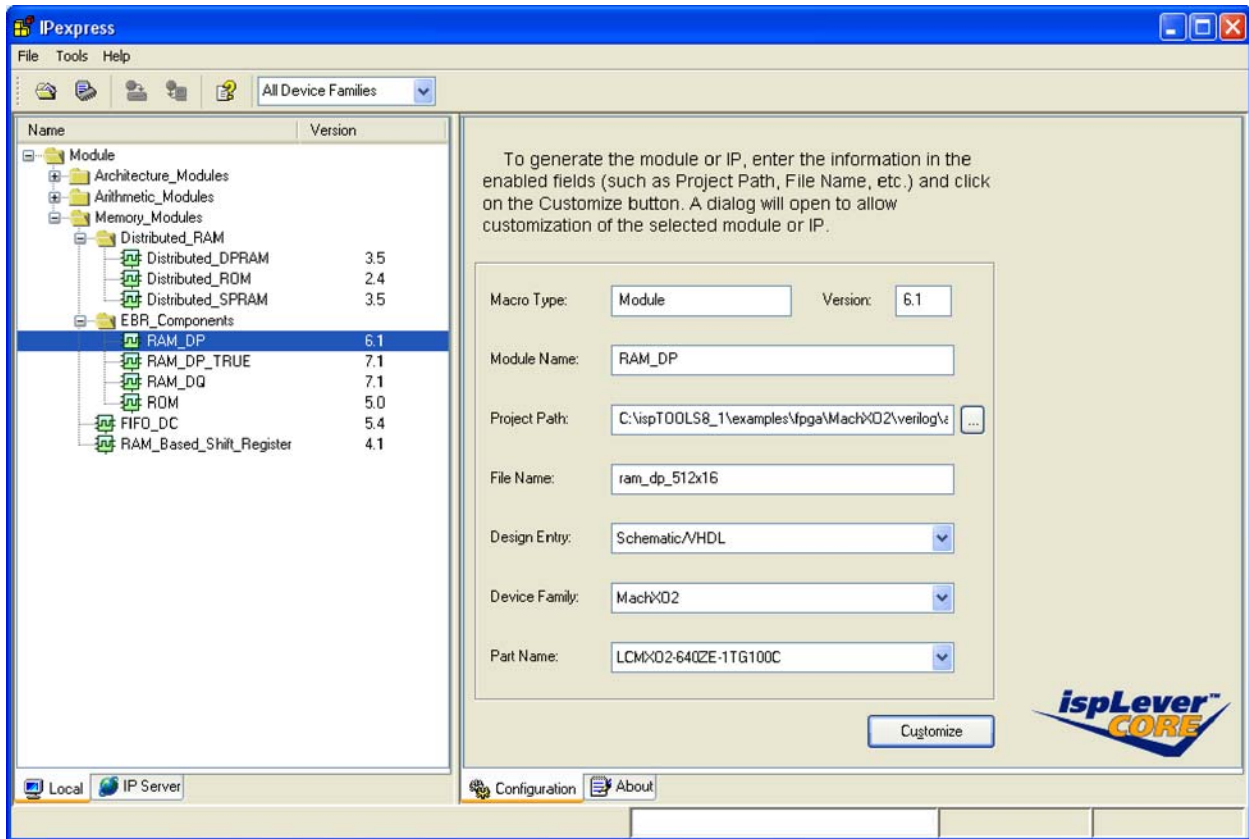 IPexpress
File Tools Help
All Device Families
Name Version
Module
Architecture_Modules
Arithmetic_Modules
Memory_Modules
Distributed_RAM
Distributed_DPRAM 3.5
Distributed_ROM 2.4
Distributed_SPRAM 3.5
EBR_Components
RAM_DP 6.1
RAM_DP_TRUE 7.1
RAM_DQ 7.1
ROM 5.0
FIFO_DC 5.4
RAM_Based_Shift_Register 4.1
Local IP Server
To generate the module or IP, enter the information in the
enabled fields (such as Project Path, File Name, etc.) and click
on the Customize button. A dialog will open to allow
customization of the selected module or IP.
Macro Type: Module Version: 6.1
Module Name: RAM_DP
Project Path: C:\ispTOOLS8_1\examples\fpga\MachXO2\verilog\a ...
File Name: ram_dp_512x16
Design Entry: Schematic/VHDL
Device Family: MachXO2
Part Name: LCMXO2-640ZE-1TG100C
Customize
ispLever™
CORE
Configuration About